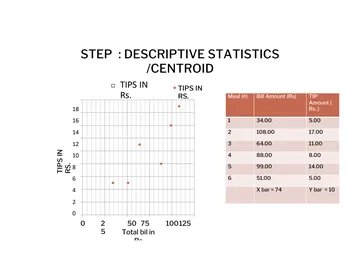 STEP : DESCRIPTIVE STATISTICS
/CENTROID
TIPS IN
Rs.
TIPS IN
RS.
18
16
14
12
10
8
6
4
2
0
TIPS IN
RS.
0 2
5 50 75 100125
Total bil in
Meal (#) Bill Amount (Rs) TIP
Amount (
Rs. )
1 34.00 5.00
2 108.00 17.00
3 64.00 11.00
4 88.00 8.00
5 99.00 14.00
6 51.00 5.00
X bar = 74 Y bar = 10